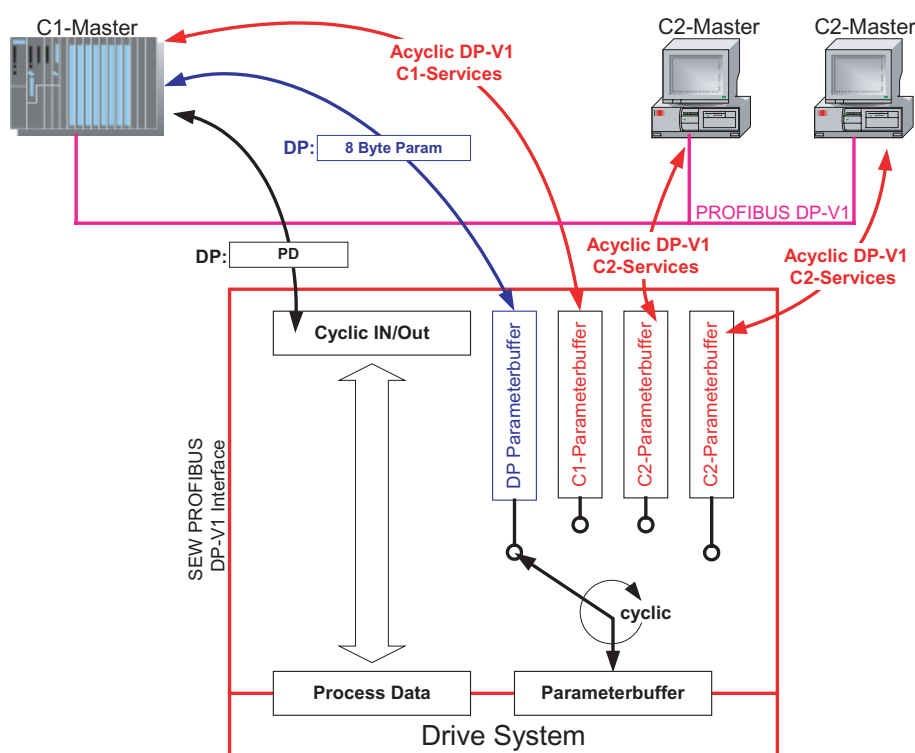 C1-Master
C2-Master
C2-Master
Acyclic DP-V1
C1-Services
DP:
8 Byte Param
PROFIBUS DP-V1
DP:
PD
Acyclic DP-V1
C2-Services
Acyclic DP-V1
C2-Services
Cyclic IN/Out
DP Parameterbuffer
C1-Parameterbuffer
C2-Parameterbuffer
C2-Parameterbuffer
SEW PROFIBUS
DP-V1 Interface
cyclic
Process Data
Parameterbuffer
Drive System